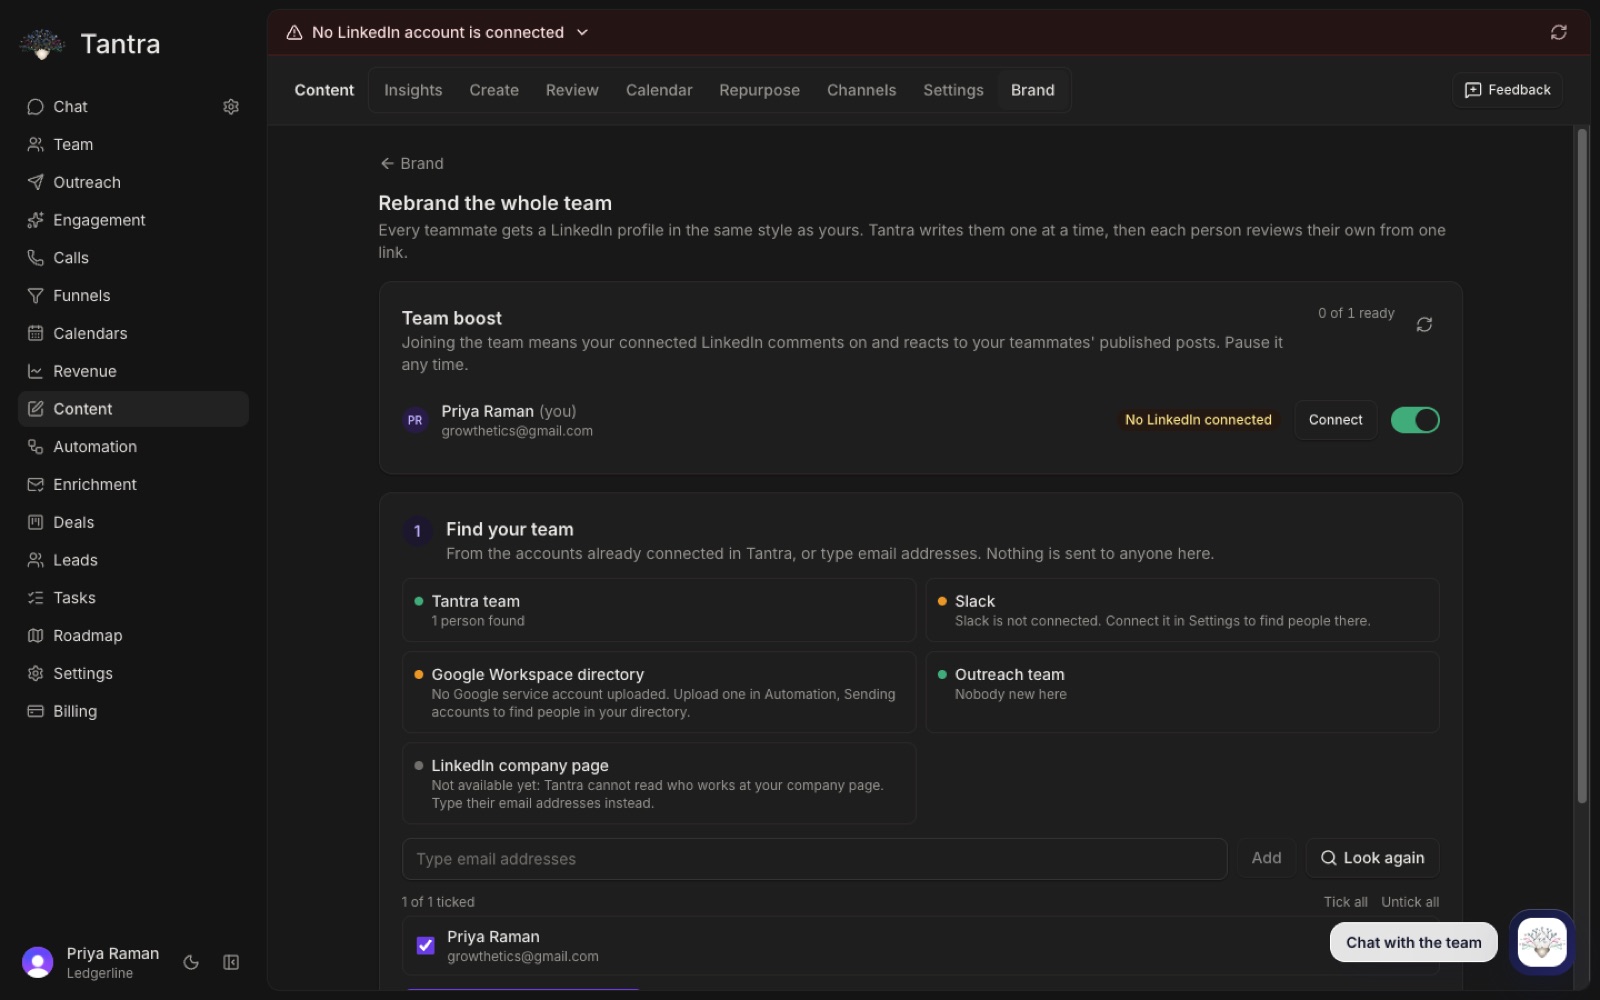 Tantra
No LinkedIn account is connected
Chat
Team
Outreach
Engagement
Calls
Funnels
Calendars
Revenue
Content
Automation
Enrichment
Deals
Leads
Tasks
Roadmap
Settings
Billing
Priya Raman
Ledgerline
Content
Insights
Create
Review
Calendar
Repurpose
Channels
Settings
Brand
Feedback
Brand
Rebrand the whole team
Every teammate gets a LinkedIn profile in the same style as yours. Tantra writes them one at a time, then each person reviews their own from one
link.
Team boost
0 of 1 ready
Joining the team means your connected LinkedIn comments on and reacts to your teammates' published posts. Pause it
any time.
PR
Priya Raman (you)
growthetics@gmail.com
No LinkedIn connected
Connect
1
Find your team
From the accounts already connected in Tantra, or type email addresses. Nothing is sent to anyone here.
Tantra team
1 person found
Slack
Slack is not connected. Connect it in Settings to find people there.
Google Workspace directory
No Google service account uploaded. Upload one in Automation, Sending
accounts to find people in your directory.
Outreach team
Nobody new here
LinkedIn company page
Not available yet: Tantra cannot read who works at your company page.
Type their email addresses instead.
Type email addresses
Add
Look again
1 of 1 ticked
Tick all
Untick all
Priya Raman
growthetics@gmail.com
Chat with the team